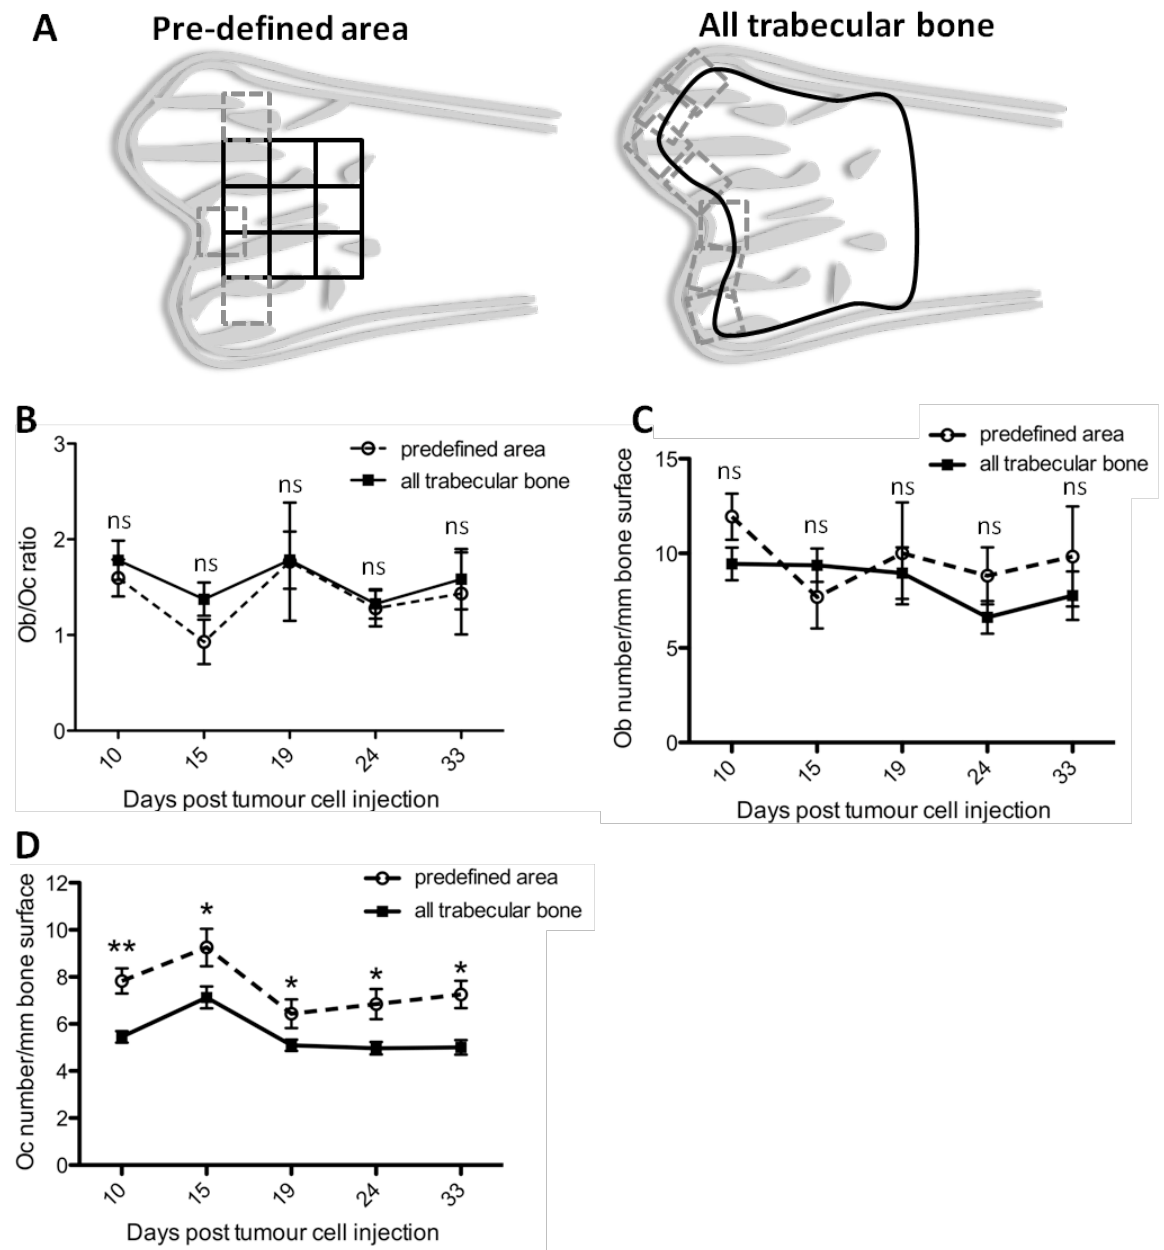 A
Pre-defined area
All trabecular bone
B
predefined area
all trabecular bone
3
2
1
0
Ob/Oc ratio
ns
ns
ns
ns
ns
10
15
19
24
33
Days post tumour cell injection
C
predefined area
all trabecular bone
15
10
5
0
Ob number/mm bone surface
ns
ns
ns
ns
ns
10
15
19
24
33
Days post tumour cell injection
D
predefined area
all trabecular bone
12
10
8
6
4
2
0
Oc number/mm bone surface
**
*
*
*
*
10
15
19
24
33
Days post tumour cell injection